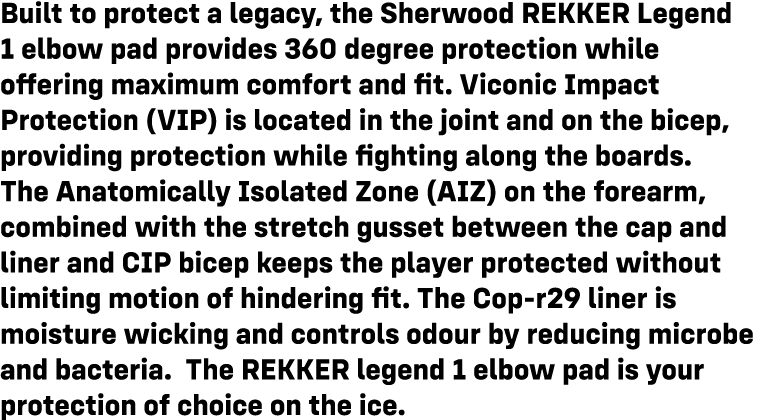 Built to protect a legacy, the Sherwood REKKER Legend
1 elbow pad provides 360 degree protection while
offering maximum comfort and fit. Viconic Impact
Protection (VIP) is located in the joint and on the bicep,
providing protection while fighting along the boards.
The Anatomically Isolated Zone (AIZ) on the forearm,
combined with the stretch gusset between the cap and
liner and CIP bicep keeps the player protected without
limiting motion of hindering fit. The Cop-r29 liner is
moisture wicking and controls odour by reducing microbe
and bacteria.  The REKKER legend 1 elbow pad is your
protection of choice on the ice.